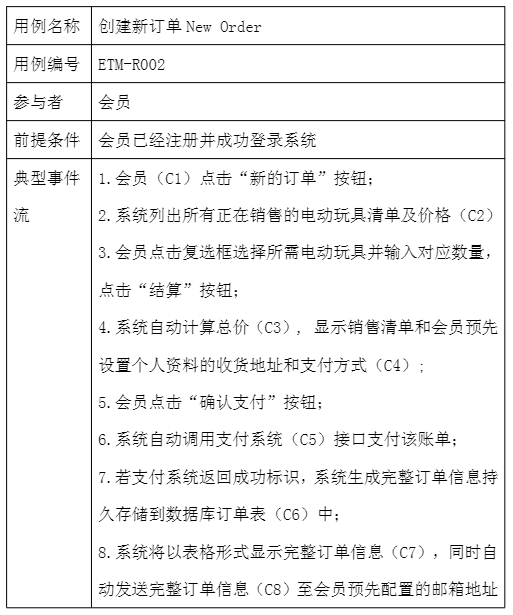 用例名称 创建新订单 New Order
用例编号 ETM-R002
参与者 会员
前提条件 会员已经注册并成功登录系统
典型事件 1.会员（C1）点击“新的订单”按钮；
流 2.系统列出所有正在销售的电动玩具清单及价格（C2）
3.会员点击复选框选择所需电动玩具并输入对应数量，
点击“结算”按钮；
4.系统自动计算总价（C3），显示销售清单和会员预先
设置个人资料的收货地址和支付方式（C4）；
5.会员点击“确认支付”按钮；
6.系统自动调用支付系统（C5）接口支付该账单；
7.若支付系统返回成功标识，系统生成完整订单信息持
久存储到数据库订单表（C6）中；
8.系统将以表格形式显示完整订单信息（C7），同时自
动发送完整订单信息（C8）至会员预先配置的邮箱地址